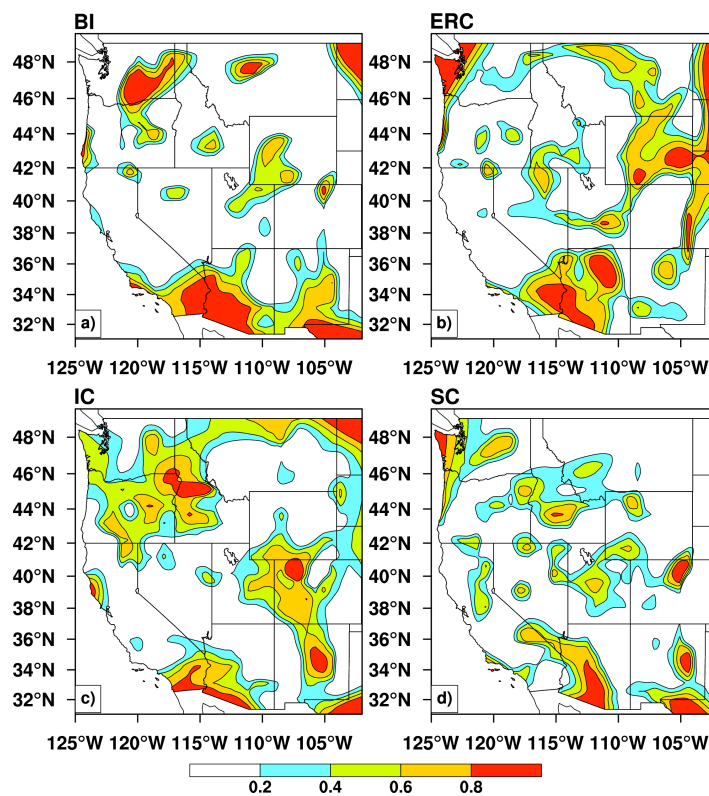 BI ERC
48°N 48°N
46°N 46°N
44°N 44°N
42°N 42°N
40°N 40°N
38°N 38°N
36°N 36°N
34°N 34°N
32°N a) 32°N b)
125°W 120°W 115°W 110°W 105°W 125°W 120°W 115°W 110°W 105°W
IC SC
48°N 48°N
46°N 46°N
44°N 44°N
42°N 42°N
40°N 40°N
38°N 38°N
36°N 36°N
34°N 34°N
32°N c) 32°N d)
125°W 120°W 115°W 110°W 105°W 125°W 120°W 115°W 110°W 105°W
0.2 0.4 0.6 0.8